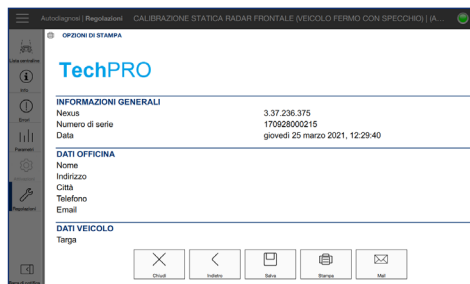 Autodiagnosi | Regolazioni CALIBRAZIONE STATICA RADAR FRONTALE (VEICOLO FERMO CON SPECCHIO) | (A...
OPZIONI DI STAMPA
TechPRO
INFORMAZIONI GENERALI
Nexus 3.37.236.375
Numero di serie 170928000215
Data giovedì 25 marzo 2021, 12:29:40
DATI OFFICINA
Nome
Indirizzo
Città
Telefono
Email
DATI VEICOLO
Targa
Info
Errori
Parametri
Regolazioni
Chiudi Indietro Salva Stampa Mail